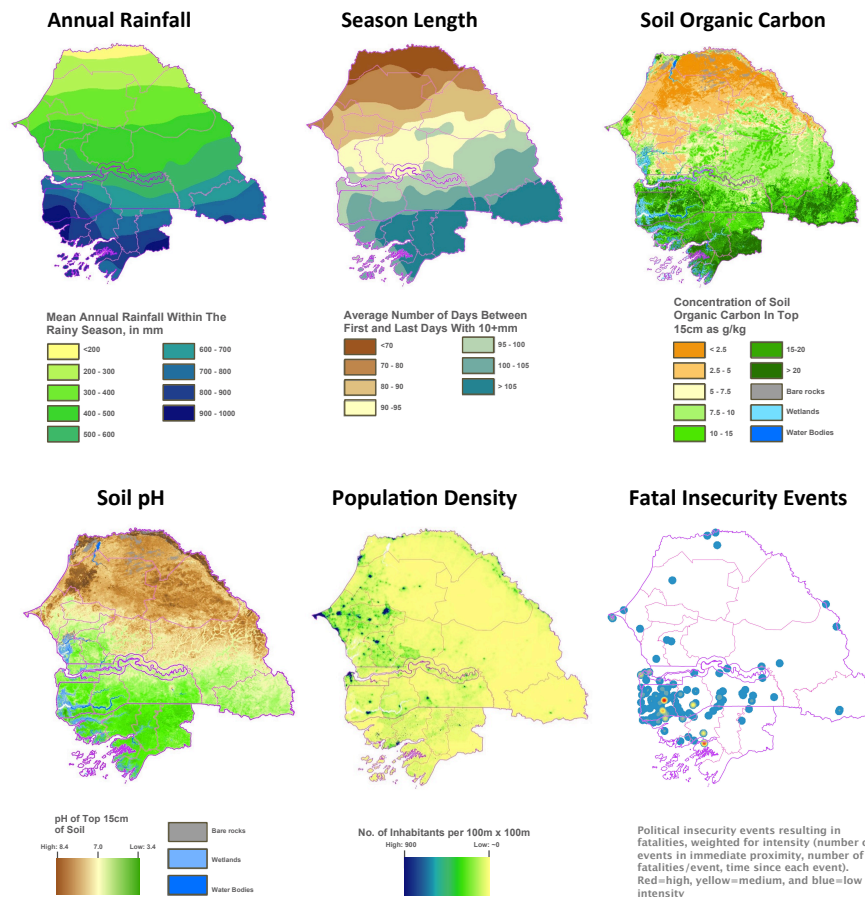 Annual Rainfall
Season Length
Soil Organic Carbon
Mean Annual Rainfall Within The
Rainy Season, in mm
<200
200 - 300
300 - 400
400 - 500
500 - 600
600 - 700
700 - 800
800 - 900
900 - 1000
Average Number of Days Between
First and Last Days With 10+mm
<70
70 - 80
80 - 90
90 -95
95 - 100
100 - 105
> 105
Concentration of Soil
Organic Carbon In Top
15cm as g/kg
< 2.5
2.5 - 5
5 - 7.5
7.5 - 10
10 - 15
15-20
> 20
Bare rocks
Wetlands
Water Bodies
Soil pH
Population Density
Fatal Insecurity Events
pH of Top 15cm
of Soil
High: 8.4
7.0
Low: 3.4
Bare rocks
Wetlands
Water Bodies
No. of Inhabitants per 100m x 100m
High: 900
Low: ~0
Political insecurity events resulting in
fatalities, weighted for intensity (number o
events in immediate proximity, number of
fatalities/event, time since each event).
Red=high, yellow=medium, and blue=low
intensity